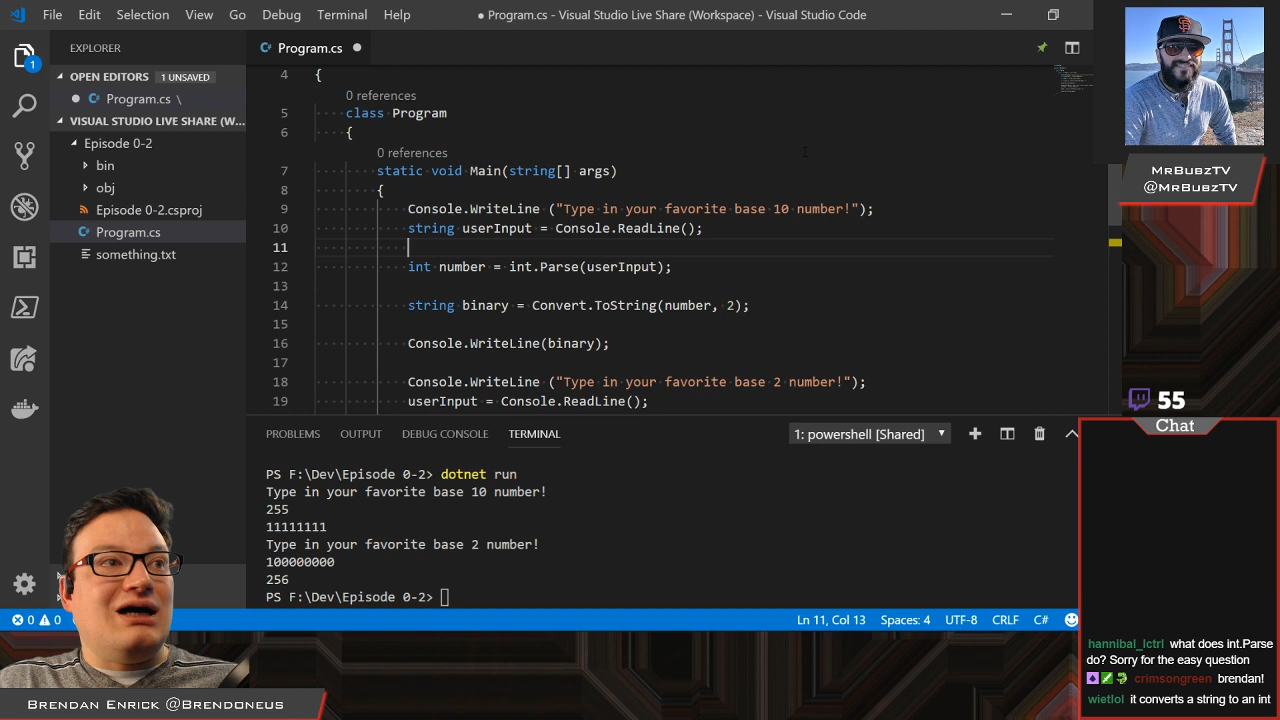 File Edit Selection View Go Debug Terminal Help
● Program.cs - Visual Studio Live Share (Workspace) - Visual Studio Code
EXPLORER
OPEN EDITORS 1 UNSAVED
Program.cs \
VISUAL STUDIO LIVE SHARE (W...
Episode 0-2
bin
obj
Episode 0-2.csproj
Program.cs
something.txt
1
Program.cs
4 {
0 references
5 class Program
6 {
0 references
7 static void Main(string[] args)
8 {
9 Console.WriteLine ("Type in your favorite base 10 number!");
10 string userInput = Console.ReadLine();
11
12 int number = int.Parse(userInput);
13
14 string binary = Convert.ToString(number, 2);
15
16 Console.WriteLine(binary);
17
18 Console.WriteLine ("Type in your favorite base 2 number!");
19 userInput = Console.ReadLine();
PROBLEMS OUTPUT DEBUG CONSOLE TERMINAL
1: powershell [Shared]
PS F:\Dev\Episode 0-2> dotnet run
Type in your favorite base 10 number!
255
11111111
Type in your favorite base 2 number!
100000000
256
PS F:\Dev\Episode 0-2>
0 0
Ln 11, Col 13 Spaces: 4 UTF-8 CRLF C#
MrBubzTV
@MrBubzTV
55
Chat
hannibal_lctrl what does int.Parse
do? Sorry for the easy question
crimsongreen brendan!
wietlol it converts a string to an int
Brendan Enrick @Brendoneus